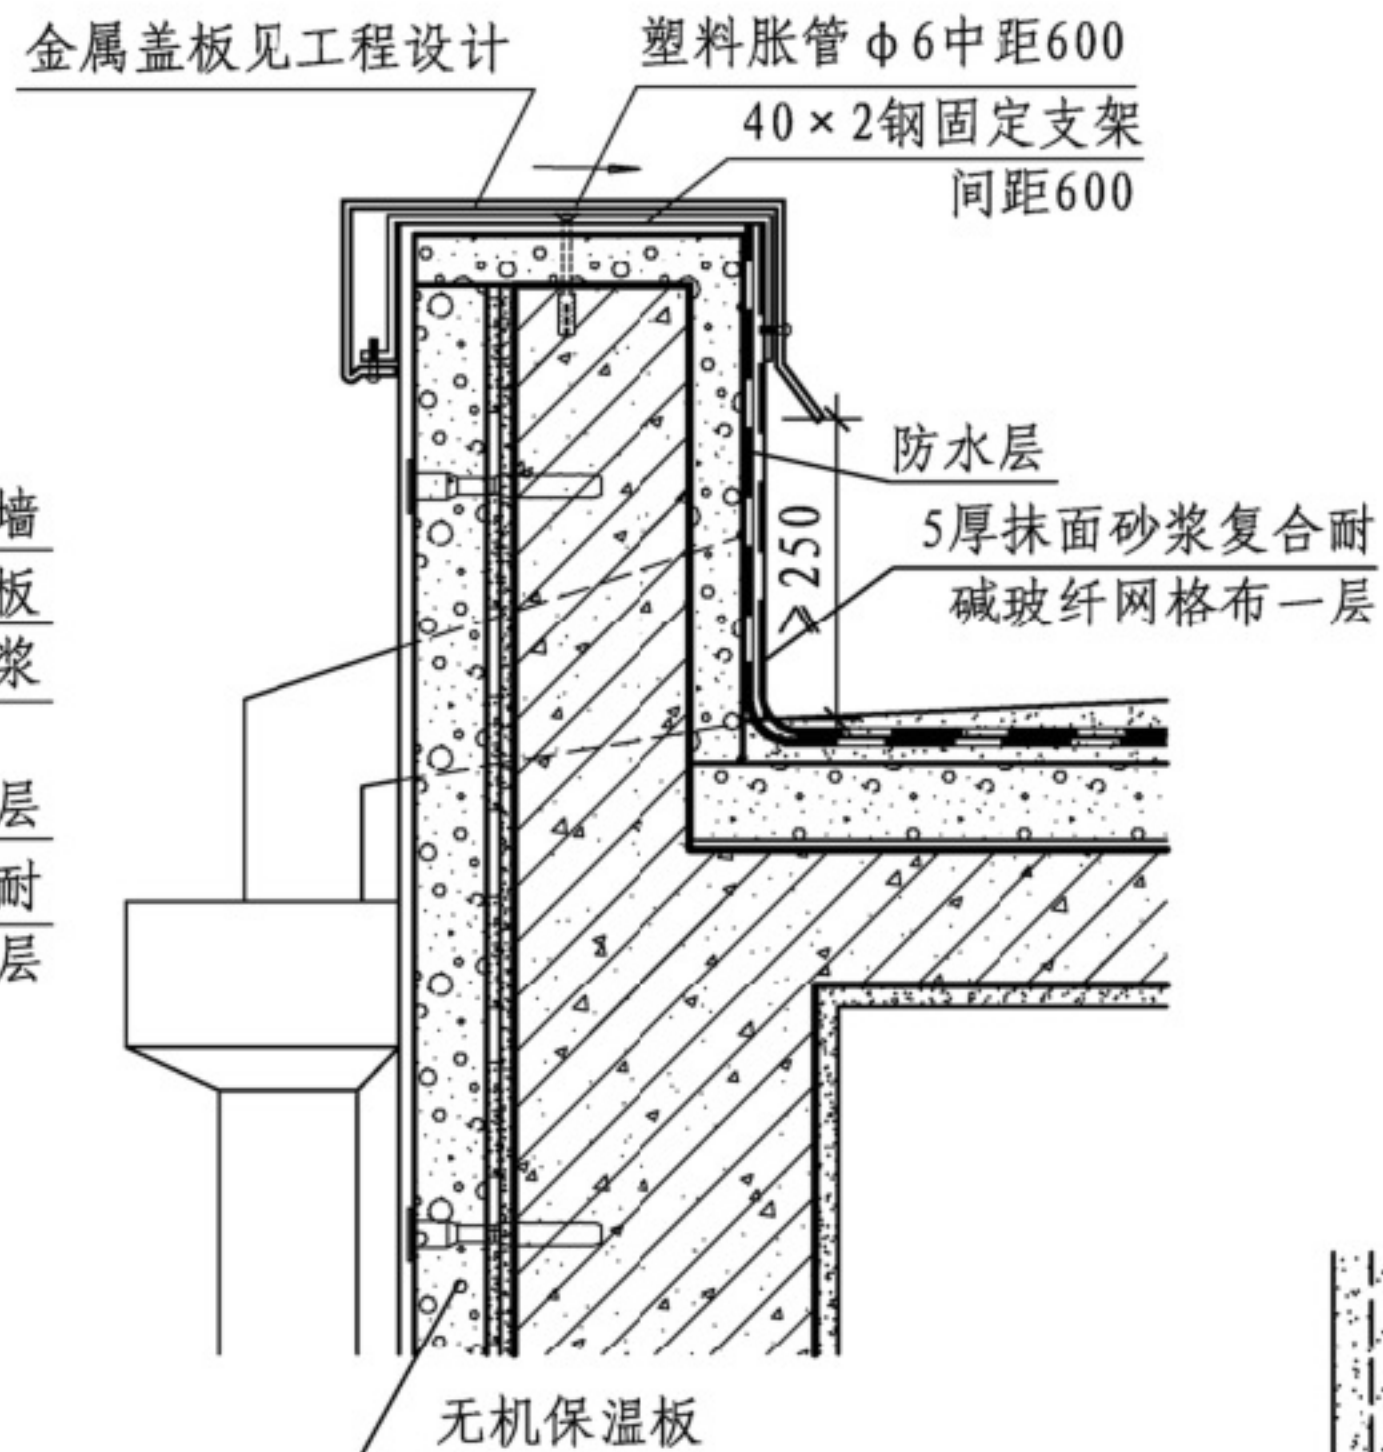 金属盖板见工程设计
塑料胀管ф6中距600
40×2钢固定支架
间距600
防水层
≥250
5厚抹面砂浆复合耐
碱玻纤网格布一层
墙
板
浆
层
耐
层
无机保温板